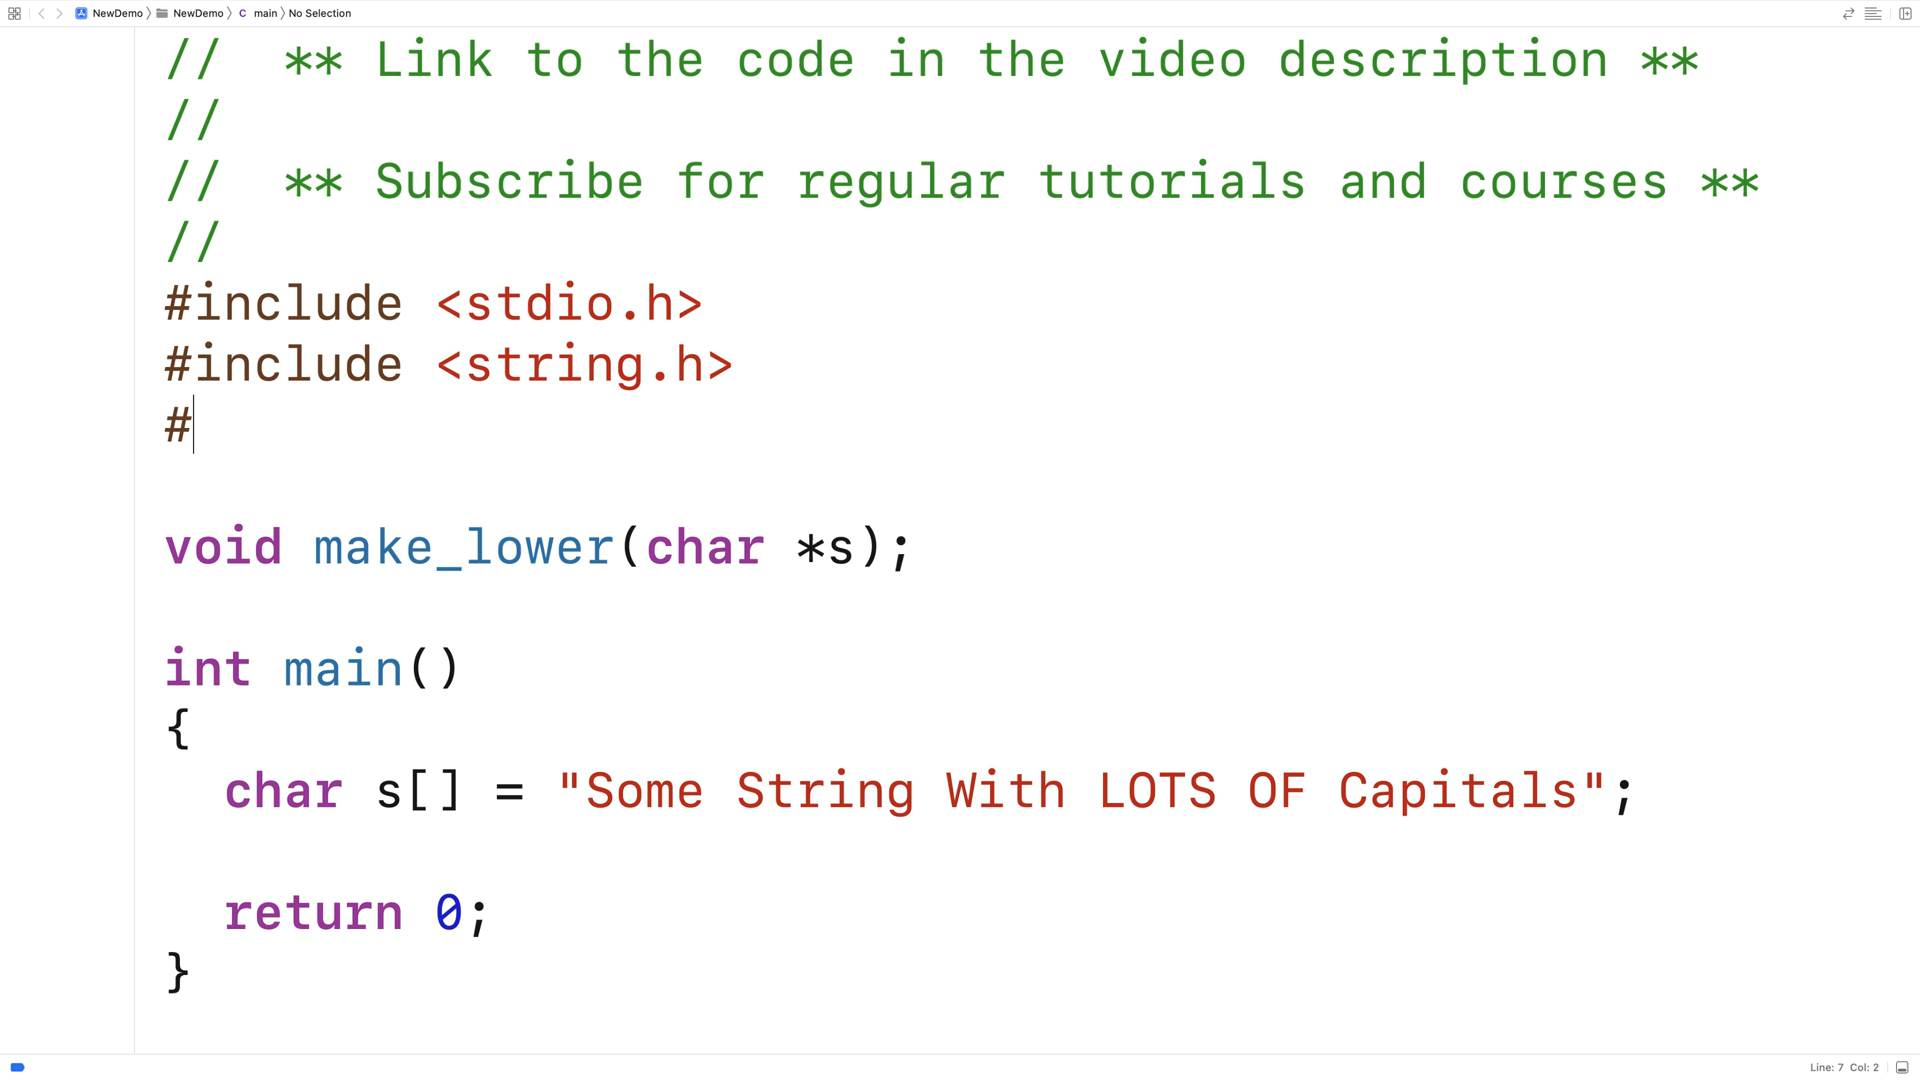 NewDemo 〉 NewDemo 〉 C main 〉 No Selection
//  ** Link to the code in the video description **
//
//  ** Subscribe for regular tutorials and courses **
//
#include <stdio.h>
#include <string.h>
#
void make_lower(char *s);
int main()
{
  char s[] = "Some String With LOTS OF Capitals";
  return 0;
}
Line: 7 Col: 2